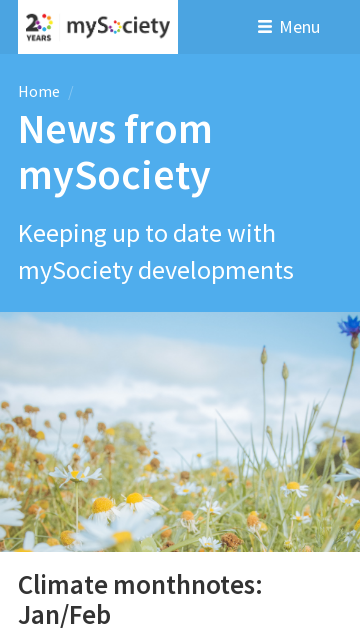 20 YEARS
mySociety
Menu
Home /
News from
mySociety
Keeping up to date with
mySociety developments
Climate monthnotes:
Jan/Feb